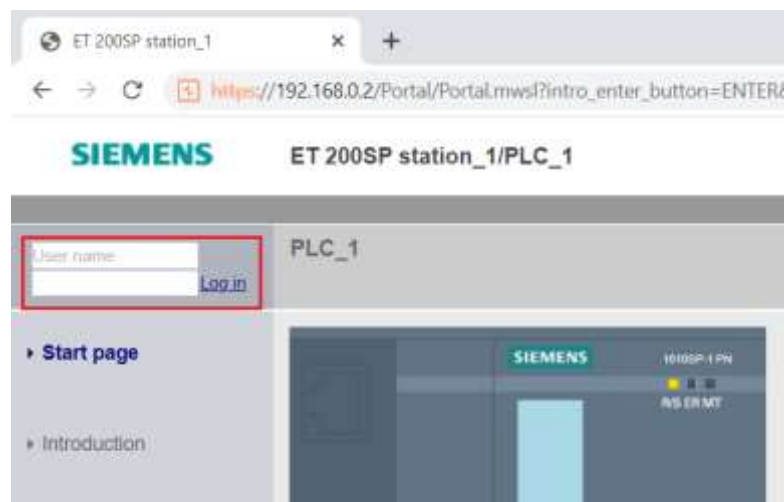 ET 200SP station_1
https://192.168.0.2/Portal/Portal.mwsl?intro_enter_button=ENTER&
SIEMENS
ET 200SP station_1/PLC_1
User name
Log in
PLC_1
Start page
Introduction
SIEMENS
PN
R/S ER MT